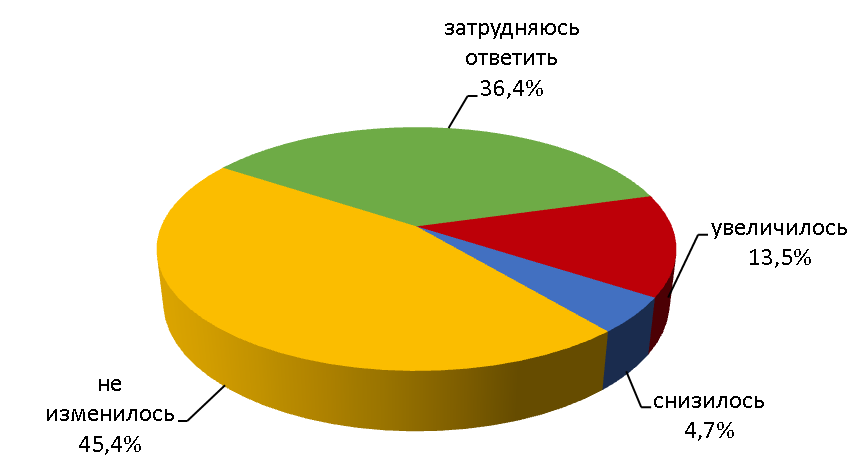 затрудняюсь
ответить
36,4%
увеличилось
13,5%
не
изменилось
45,4%
снизилось
4,7%